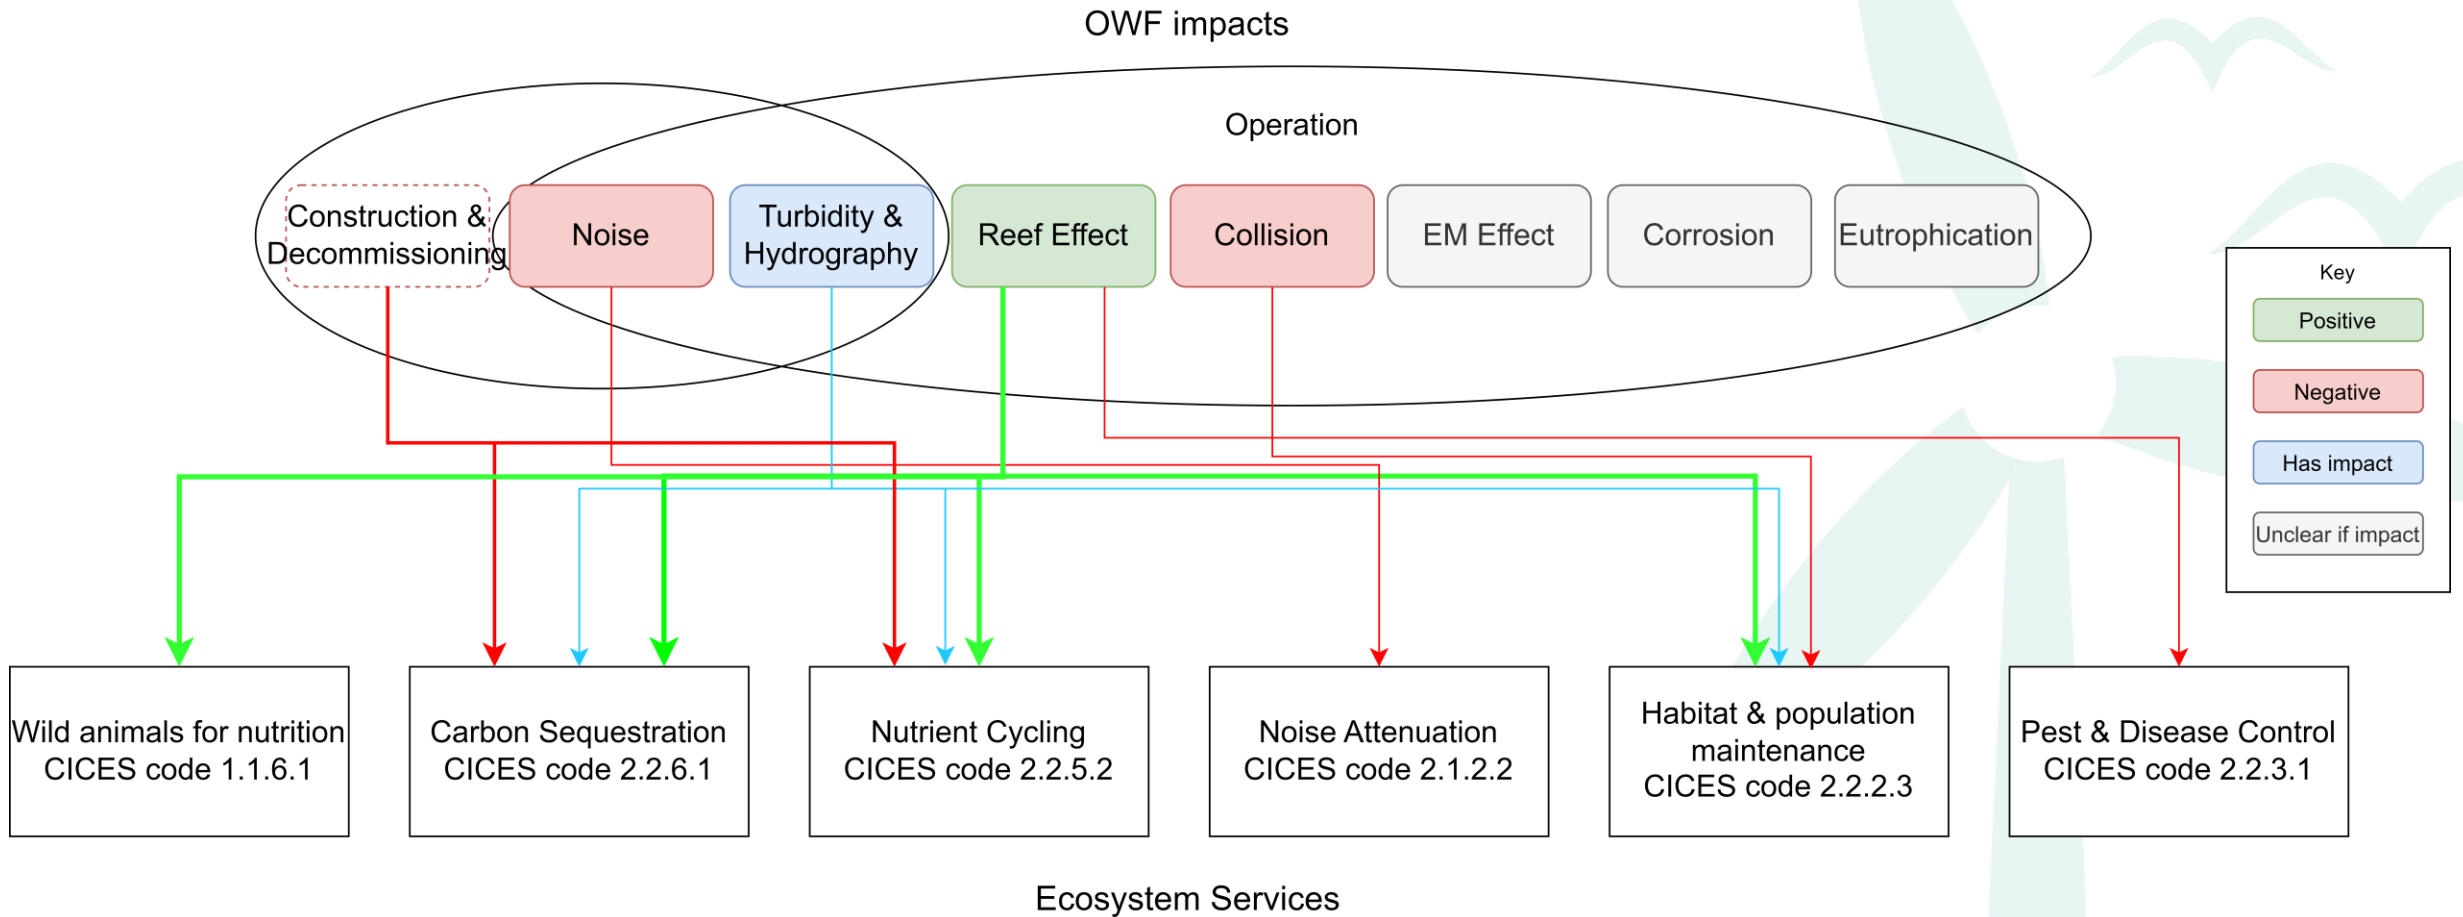 OWF impacts
Operation
Construction &
Decommissioning
Noise
Turbidity &
Hydrography
Reef Effect
Collision
EM Effect
Corrosion
Eutrophication
Key
Positive
Negative
Has impact
Unclear if impact
Wild animals for nutrition
CICES code 1.1.6.1
Carbon Sequestration
CICES code 2.2.6.1
Nutrient Cycling
CICES code 2.2.5.2
Noise Attenuation
CICES code 2.1.2.2
Habitat & population
maintenance
CICES code 2.2.2.3
Pest & Disease Control
CICES code 2.2.3.1
Ecosystem Services